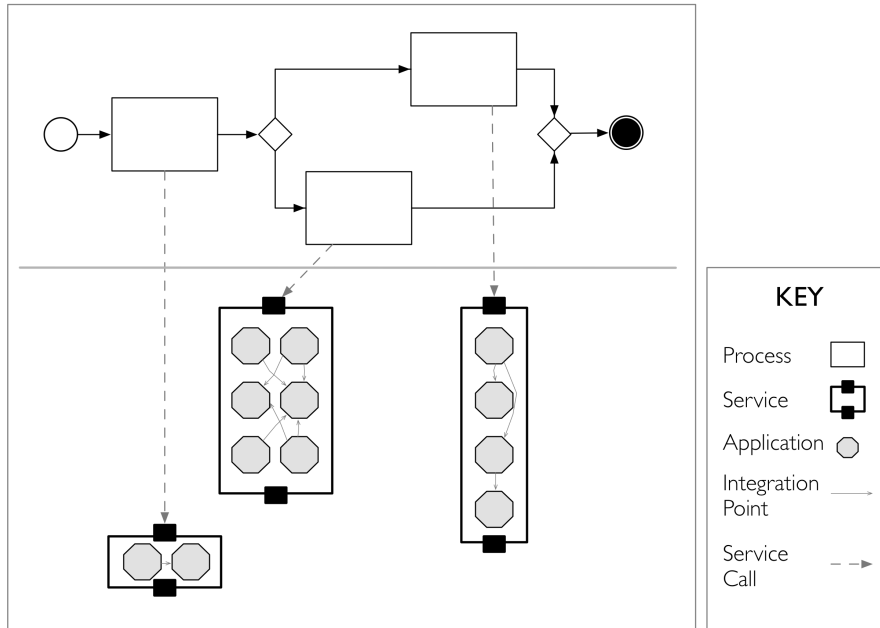 KEY
Process
Service
Application
Integration
Point
Service
Call